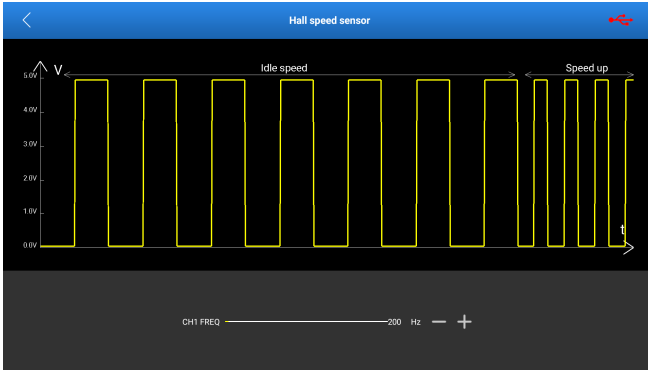 Hall speed sensor
V
Idle speed
Speed up
5.0V
4.0V
3.0V
2.0V
1.0V
0.0V
t
CH1 FREQ 200 Hz